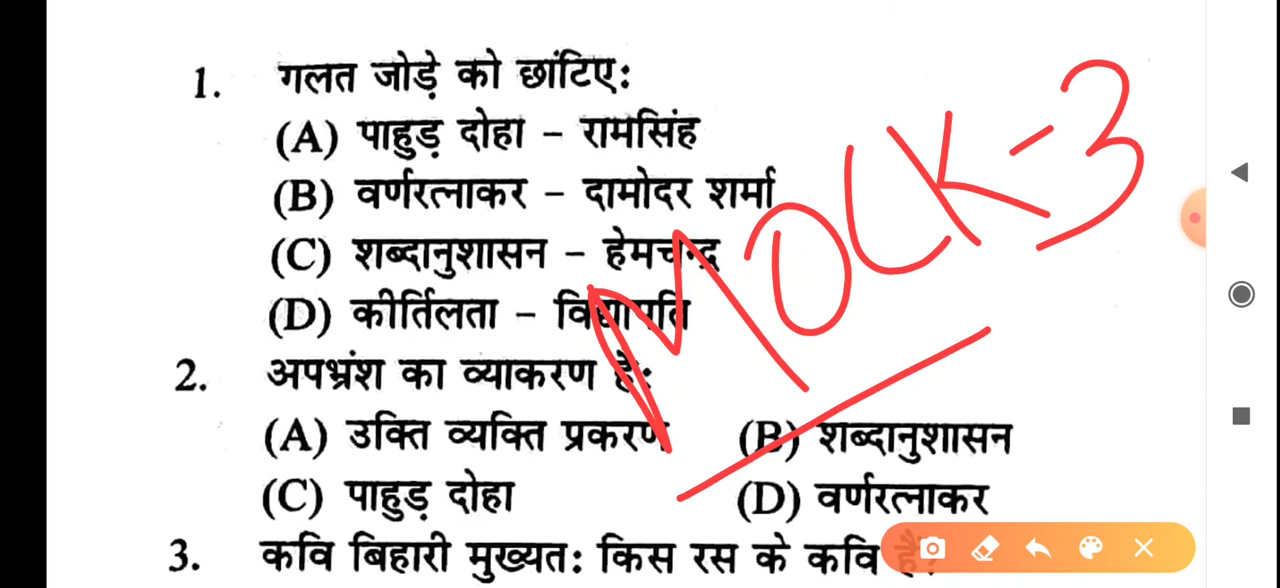 1. गलत जोड़े को छांटिए:
(A) पाहुड़ दोहा – रामसिंह
(B) वर्णरत्नाकर – दामोदर शर्मा
(C) शब्दानुशासन – हेमचन्द्र
(D) कीर्तिलता – विद्यापति
MOCK-3
2. अपभ्रंश का व्याकरण है:
(A) उक्ति व्यक्ति प्रकरण (B) शब्दानुशासन
(C) पाहुड़ दोहा (D) वर्णरत्नाकर
3. कवि बिहारी मुख्यत: किस रस के कवि हैं?